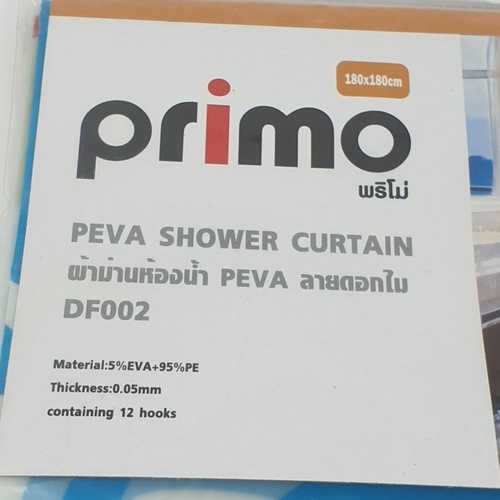 180x180cm
primo
พริโม่
PEVA SHOWER CURTAIN
ผ้าม่านห้องน้ำ PEVA ลายดอกไม
DF002
Material:5%EVA+95%PE
Thickness:0.05mm
containing 12 hooks